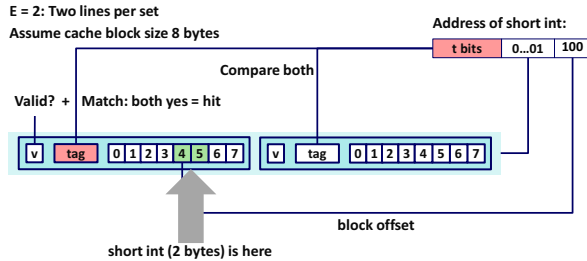 E = 2: Two lines per set
Assume cache block size 8 bytes
Address of short int:
t bits 0…01 100
Compare both
Valid? + Match: both yes = hit
v tag 0 1 2 3 4 5 6 7 v tag 0 1 2 3 4 5 6 7
block offset
short int (2 bytes) is here